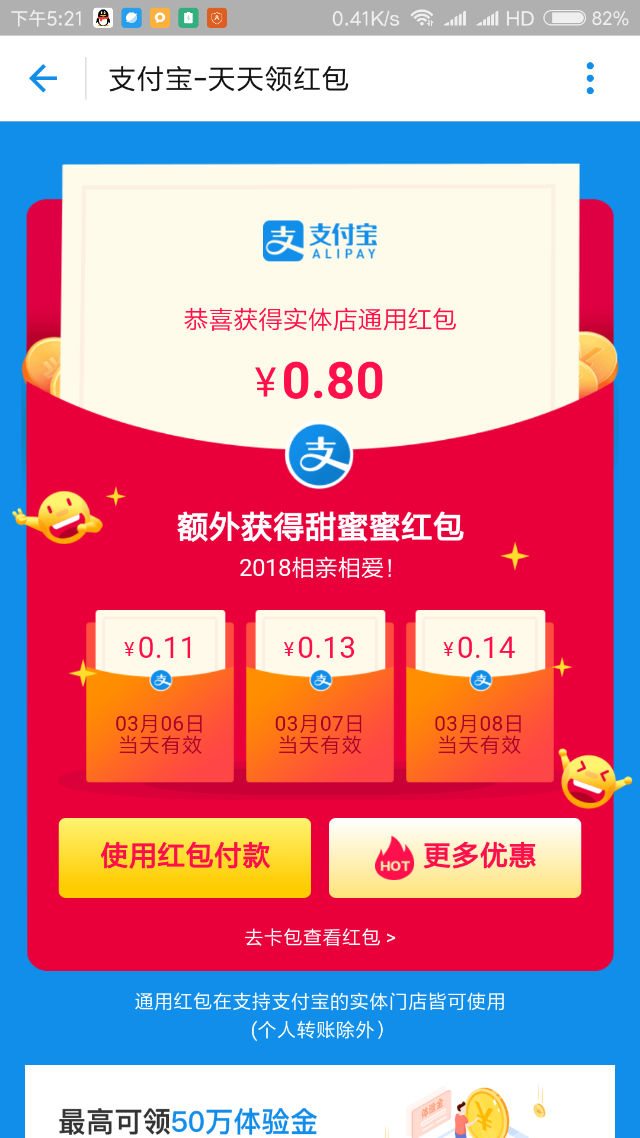 下午5:21 0.41K/s HD 82%
支付宝-天天领红包
支付宝
ALIPAY
恭喜获得实体店通用红包
¥0.80
支
额外获得甜蜜蜜红包
2018相亲相爱!
¥0.11 ¥0.13 ¥0.14
支 支 支
03月06日 03月07日 03月08日
当天有效 当天有效 当天有效
使用红包付款 HOT 更多优惠
去卡包查看红包 >
通用红包在支持支付宝的实体门店皆可使用
(个人转账除外)
最高可领50万体验金
体验金